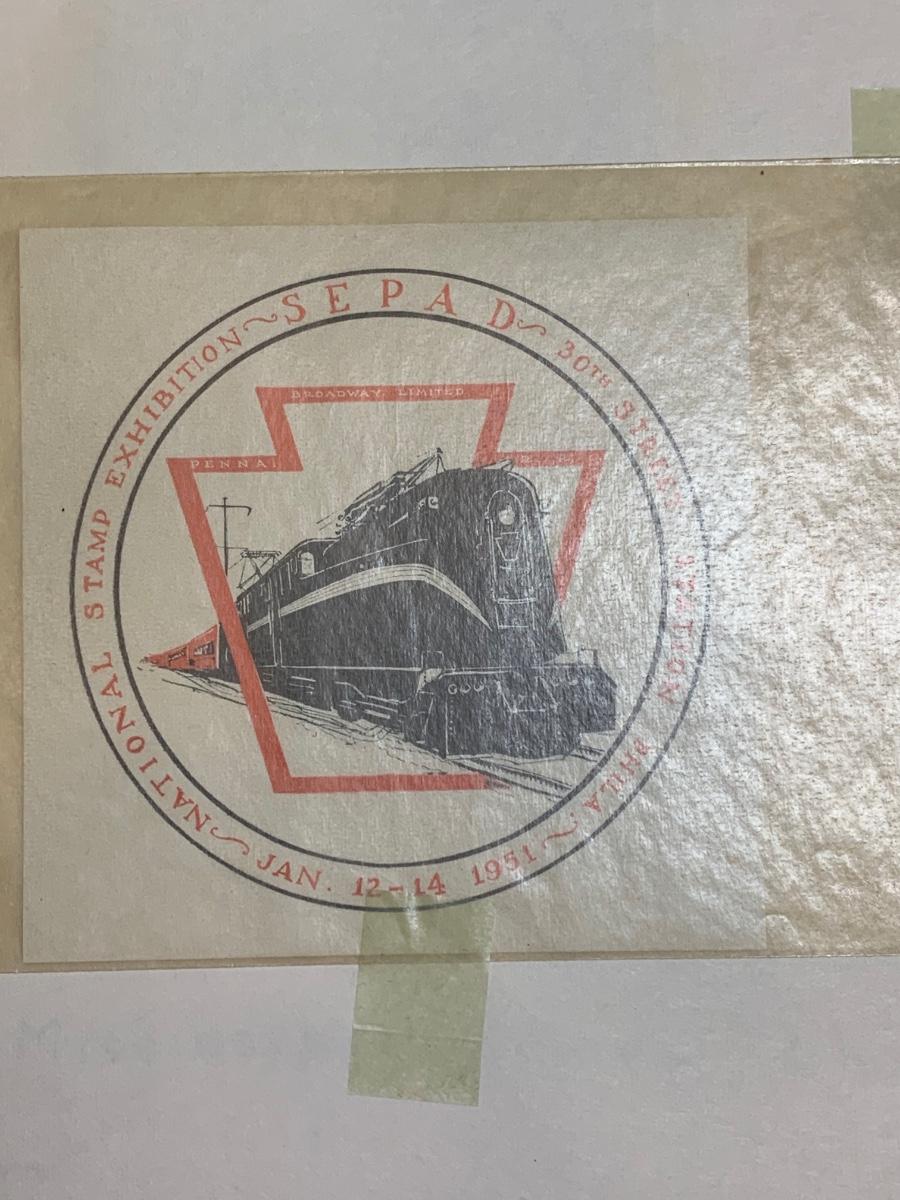 SEPAD
30TH STREET STATION PHILA.
JAN. 12-14 1951
NATIONAL STAMP EXHIBITION
BROADWAY LIMITED
PENNA